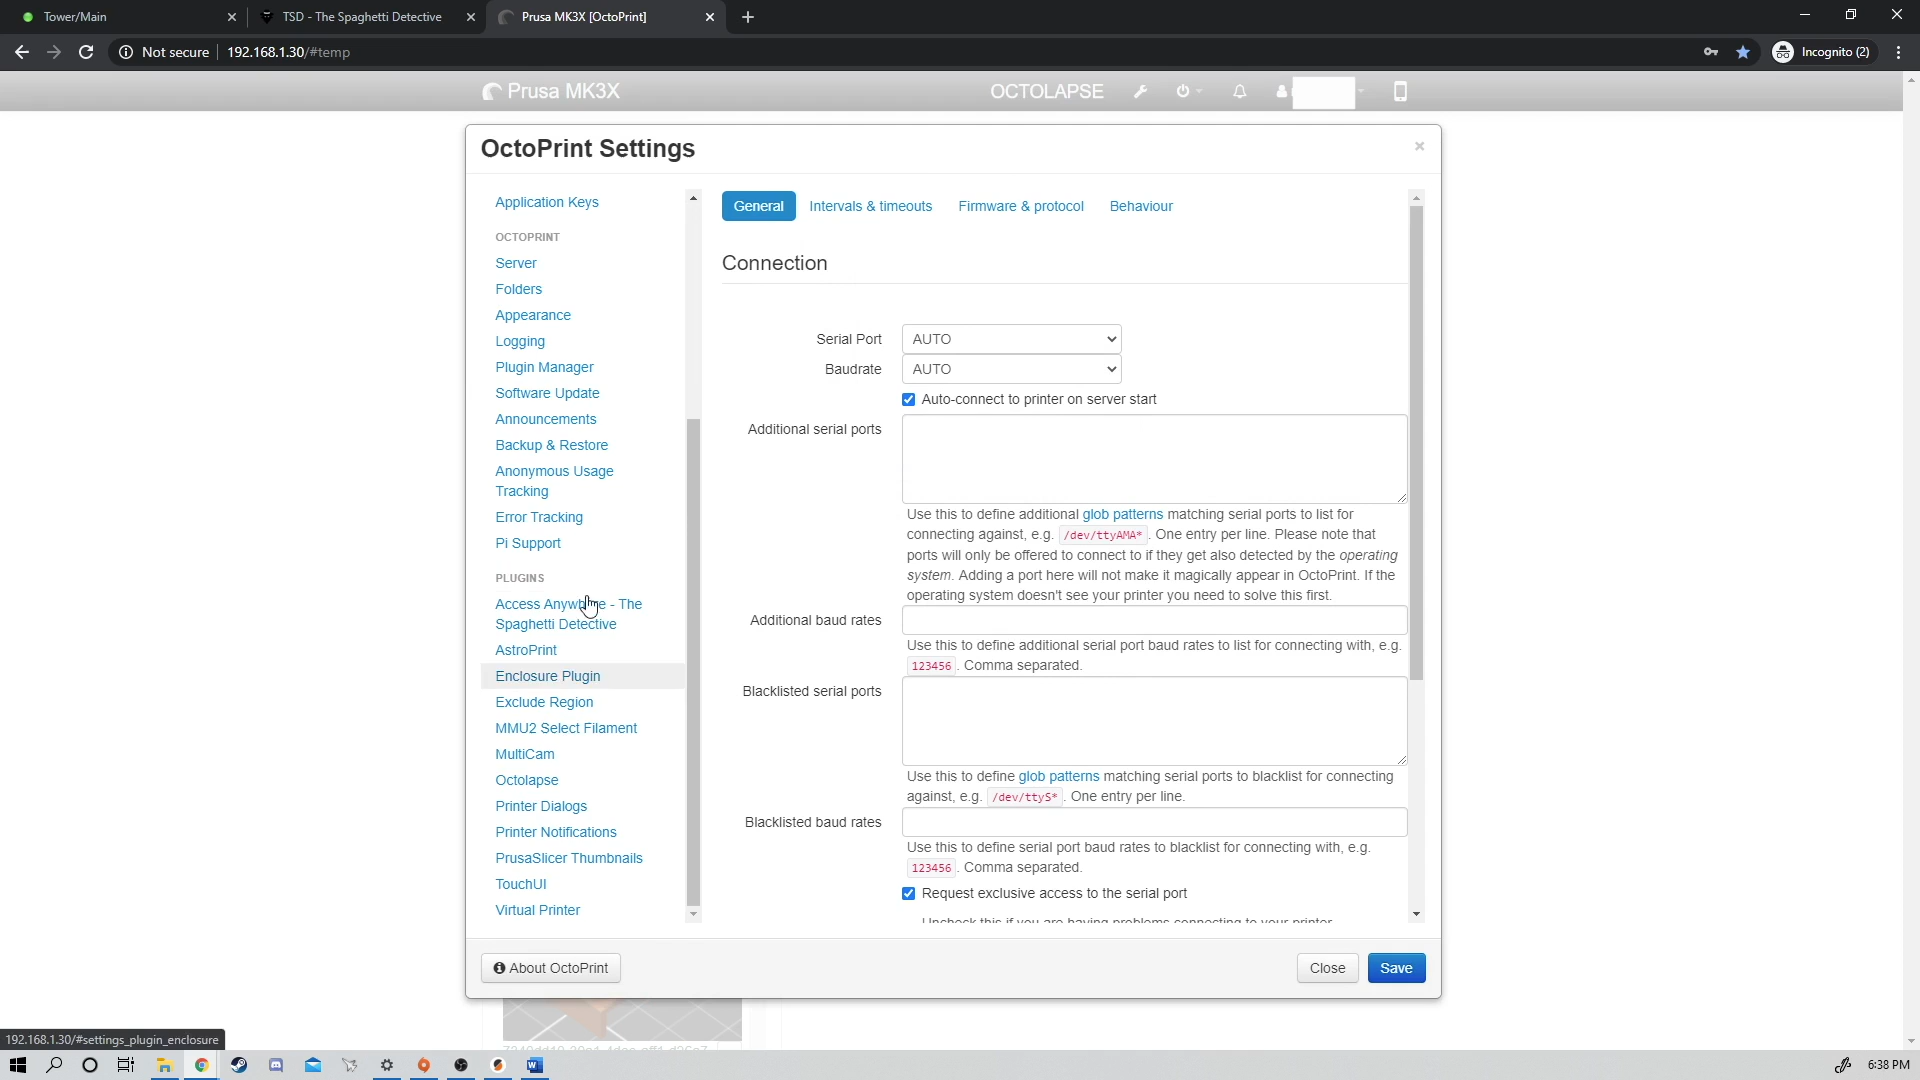 Tower/Main
TSD - The Spaghetti Detective
Prusa MK3X [OctoPrint]
Not secure
192.168.1.30/#temp
Incognito (2)
Prusa MK3X
OCTOLAPSE
OctoPrint Settings
Application Keys
OCTOPRINT
Server
Folders
Appearance
Logging
Plugin Manager
Software Update
Announcements
Backup & Restore
Anonymous Usage
Tracking
Error Tracking
Pi Support
PLUGINS
Access Anywhere - The
Spaghetti Detective
AstroPrint
Enclosure Plugin
Exclude Region
MMU2 Select Filament
MultiCam
Octolapse
Printer Dialogs
Printer Notifications
PrusaSlicer Thumbnails
TouchUI
Virtual Printer
General
Intervals & timeouts
Firmware & protocol
Behaviour
Connection
Serial Port AUTO
Baudrate AUTO
Auto-connect to printer on server start
Additional serial ports
Use this to define additional glob patterns matching serial ports to list for
connecting against, e.g. /dev/ttyAMA* . One entry per line. Please note that
ports will only be offered to connect to if they get also detected by the operating
system. Adding a port here will not make it magically appear in OctoPrint. If the
operating system doesn't see your printer you need to solve this first.
Additional baud rates
Use this to define additional serial port baud rates to list for connecting with, e.g.
123456 . Comma separated.
Blacklisted serial ports
Use this to define glob patterns matching serial ports to blacklist for connecting
against, e.g. /dev/ttyS* . One entry per line.
Blacklisted baud rates
Use this to define serial port baud rates to blacklist for connecting with, e.g.
123456 . Comma separated.
Request exclusive access to the serial port
Uncheck this if you are having problems connecting to your printer
About OctoPrint
Close
Save
192.168.1.30/#settings_plugin_enclosure
6:38 PM